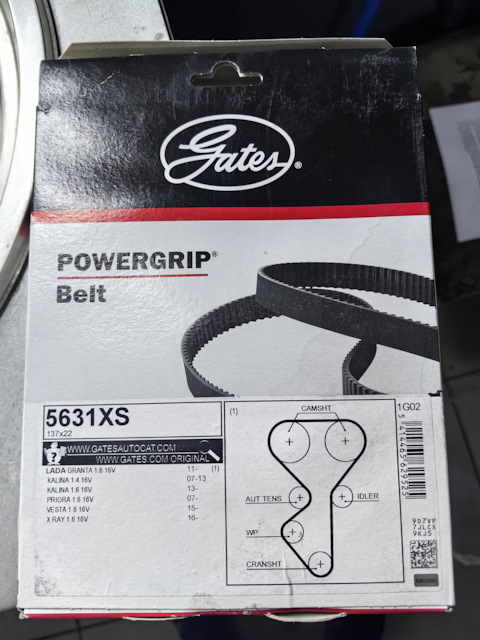 Gates®
POWERGRIP®
Belt
5631XS
137x22
WWW.GATESAUTOCAT.COM
WWW.GATES.COM ORIGINAL
LADA GRANTA 1.6 16V 11- (1)
KALINA 1.4 16V 07-13
KALINA 1.6 16V 13-
PRIORA 1.6 16V 07-
VESTA 1.6 16V 15-
X RAY 1.6 16V 16-
(1)
CAMSHT
AUT TENS
IDLER
WP
CRANSHT
1G02
9D7VP
7JLCX
9KJ5